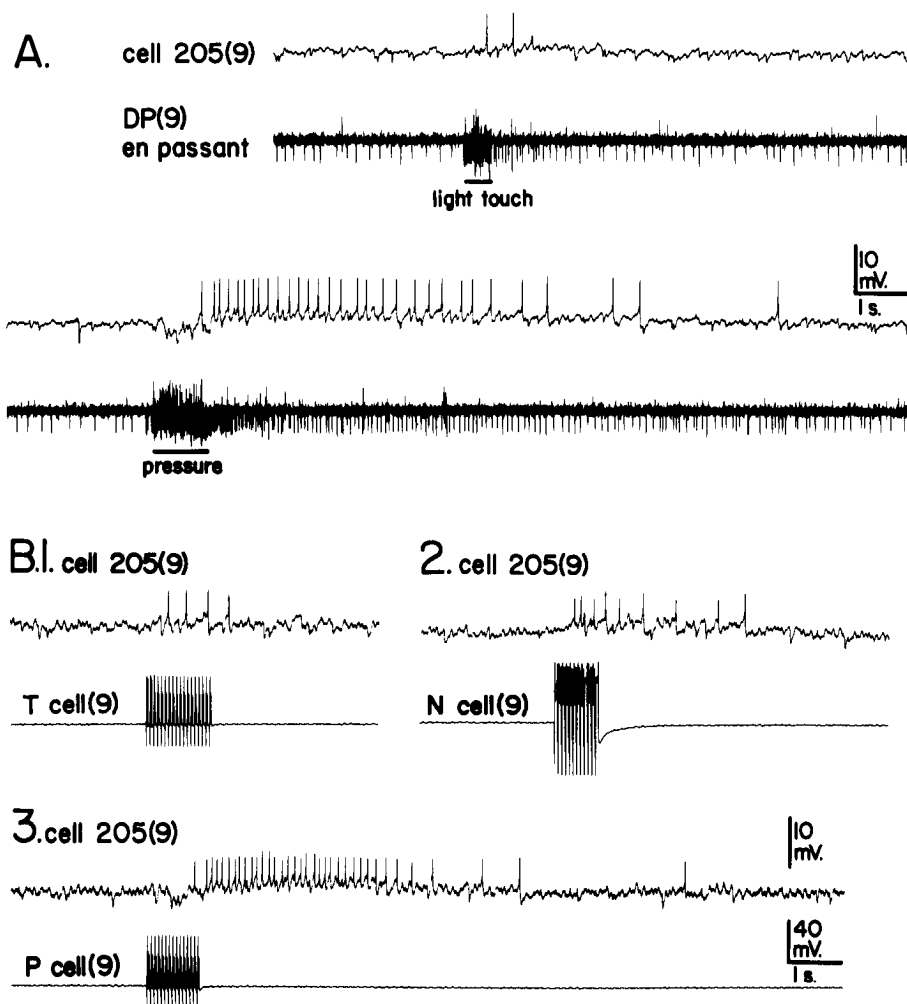 A.
cell 205(9)
DP(9)
en passant
light touch
10
mV.
1 s.
pressure
B.1. cell 205(9)
2. cell 205(9)
T cell(9)
N cell(9)
3. cell 205(9)
10
mV.
P cell(9)
40
mV.
1 s.